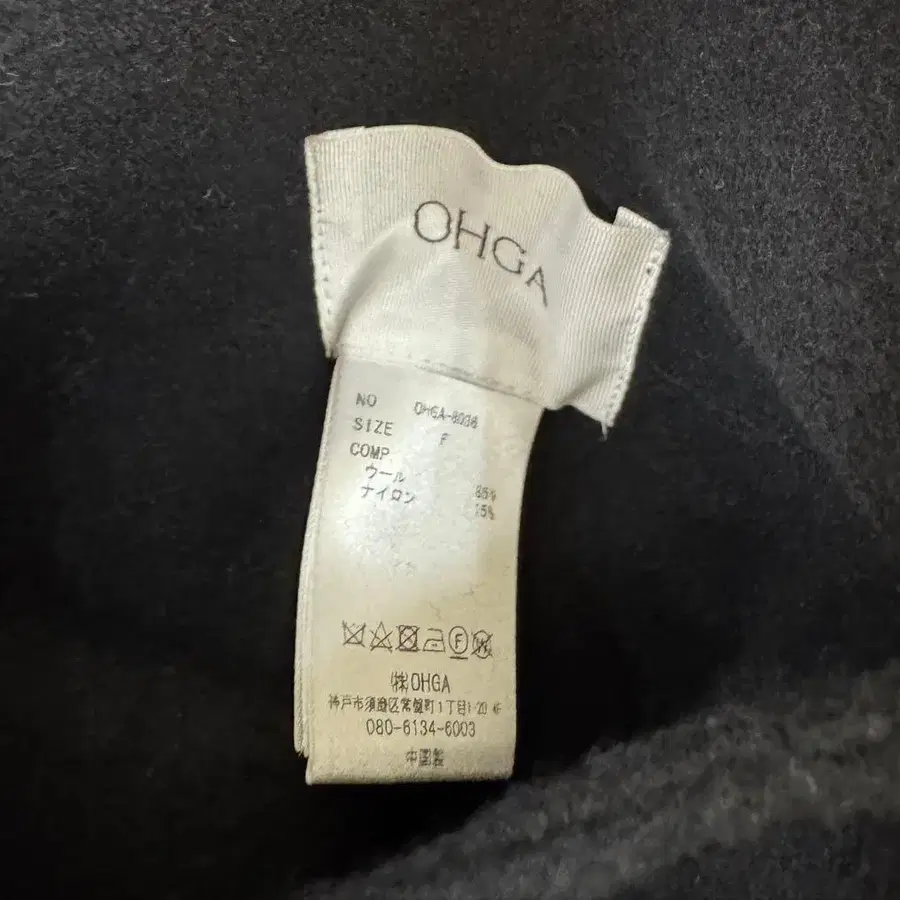 OHGA
NO OHGA-8036
SIZE F
COMP
ウール 85%
ナイロン 15%
F
W
(株)OHGA
神戸市須磨区常盤町1丁目1-20
080-6134-6003
中国製